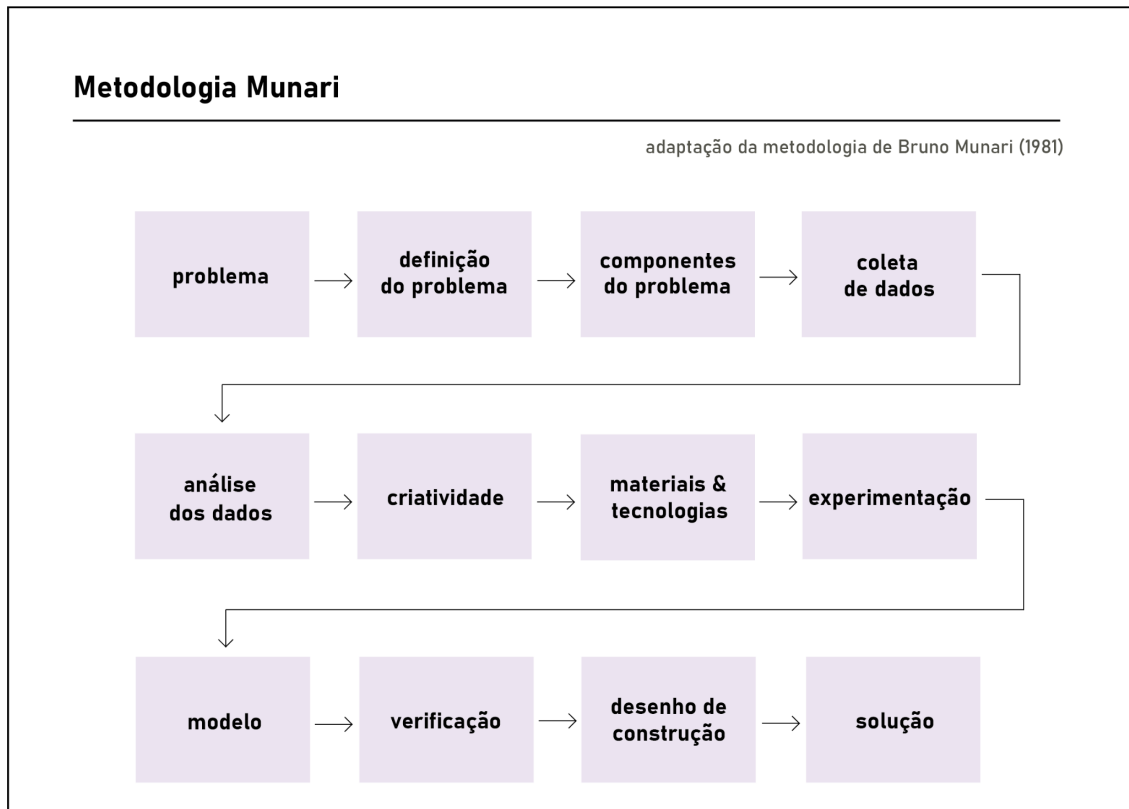 Metodologia Munari
adaptação da metodologia de Bruno Munari (1981)
problema
definição
do problema
componentes
do problema
coleta
de dados
análise
dos dados
criatividade
materiais &
tecnologias
experimentação
modelo
verificação
desenho de
construção
solução